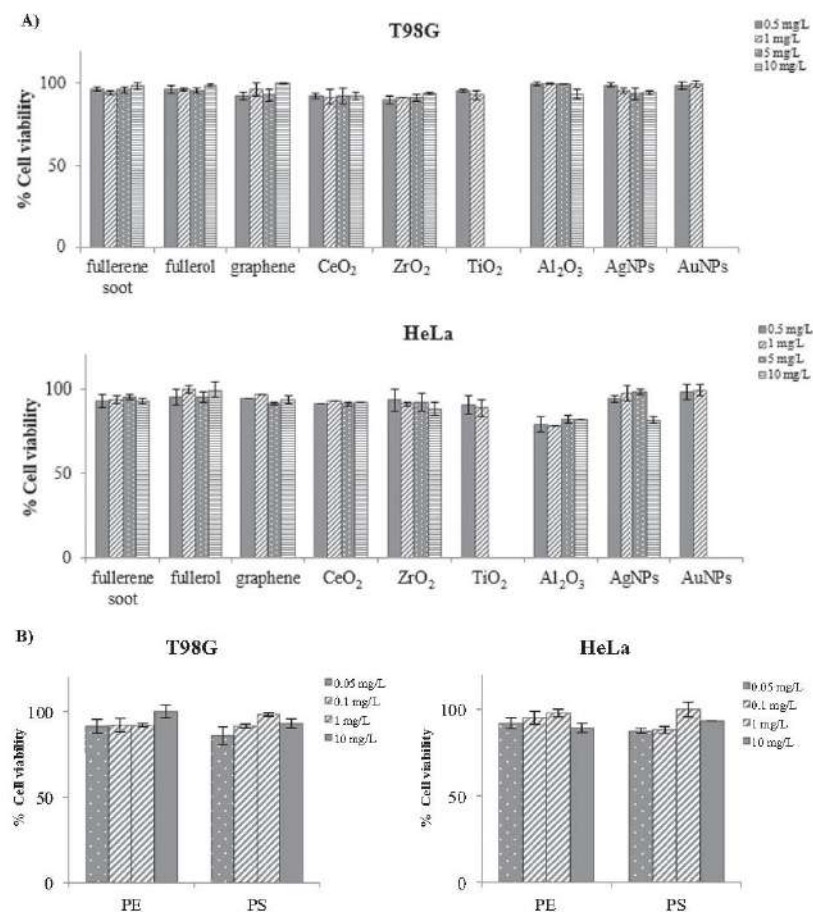 A)
T98G
0.5 mg/L
1 mg/L
5 mg/L
10 mg/L
% Cell viability
100
50
0
fullerene soot
fullerol
graphene
CeO₂
ZrO₂
TiO₂
Al₂O₃
AgNPs
AuNPs
HeLa
0.5 mg/L
1 mg/L
5 mg/L
10 mg/L
% Cell viability
100
50
0
fullerene soot
fullerol
graphene
CeO₂
ZrO₂
TiO₂
Al₂O₃
AgNPs
AuNPs
B)
T98G
0.05 mg/L
0.1 mg/L
1 mg/L
10 mg/L
% Cell viability
100
50
0
PE
PS
HeLa
0.05 mg/L
0.1 mg/L
1 mg/L
10 mg/L
% Cell viability
100
50
0
PE
PS